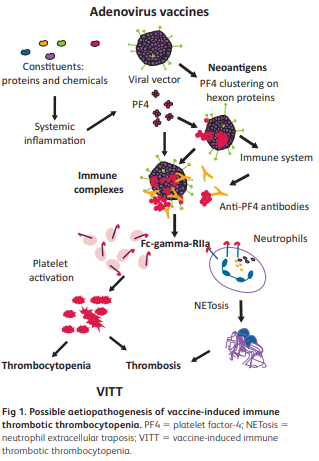 Adenovirus vaccines
Constituents:
proteins and chemicals
Viral vector
Neoantigens
PF4 clustering on
hexon proteins
PF4
Systemic
inflammation
Immune system
Immune
complexes
Anti-PF4 antibodies
Fc-gamma-RIIa
Neutrophils
Platelet
activation
NETosis
Thrombocytopenia
Thrombosis
VITT
Fig 1. Possible aetiopathogenesis of vaccine-induced immune
thrombotic thrombocytopenia. PF4 = platelet factor-4; NETosis =
neutrophil extracellular traposis; VITT = vaccine-induced immune
thrombotic thrombocytopenia.